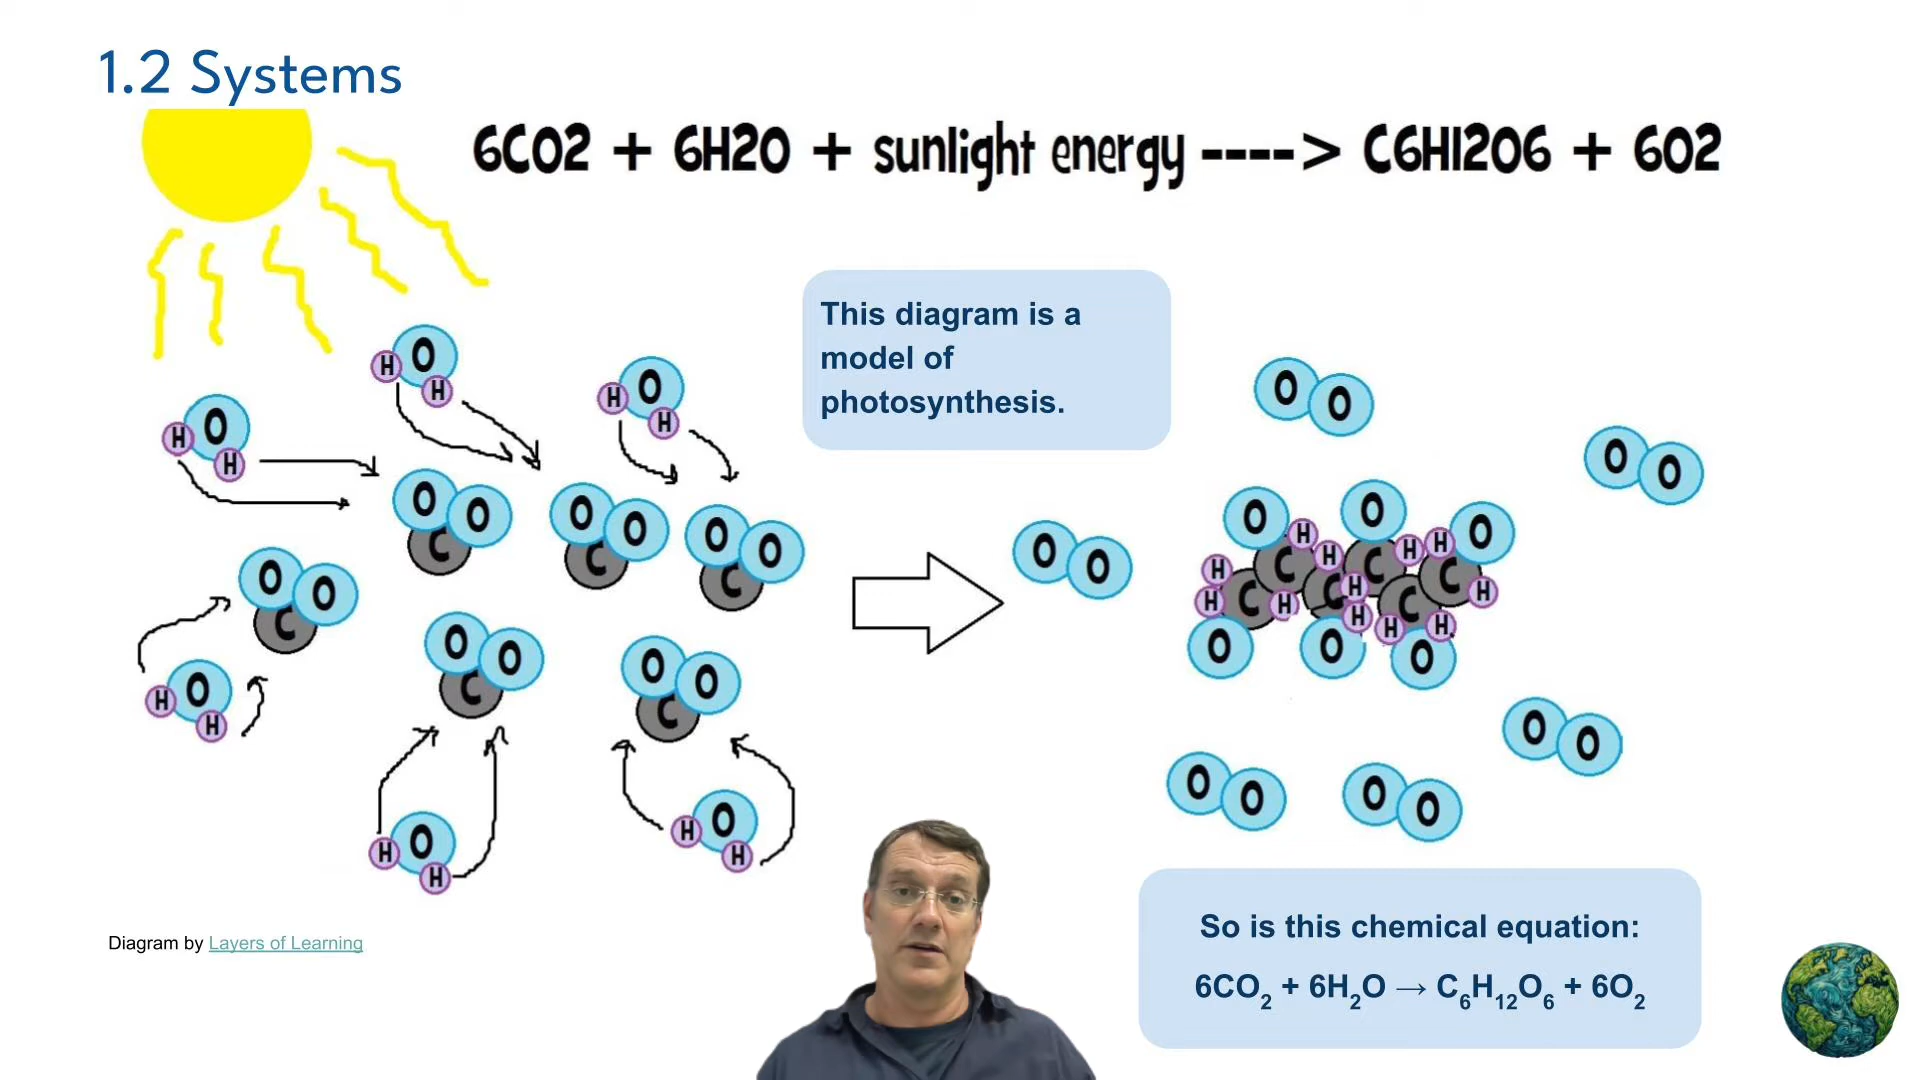 1.2 Systems
6CO2 + 6H2O + sunlight energy ----> C6H12O6 + 6O2
This diagram is a
model of
photosynthesis.
H O H
H O H
H O H
O O C
O O C
O O C
O O C
O O C
O O C
H O H
H O H
H O H
O O
O O
O O
O O O
H H H H H H H H H H H H
C C C C C C
O O O
O O
O O
O O
Diagram by Layers of Learning
So is this chemical equation:
6CO₂ + 6H₂O → C₆H₁₂O₆ + 6O₂